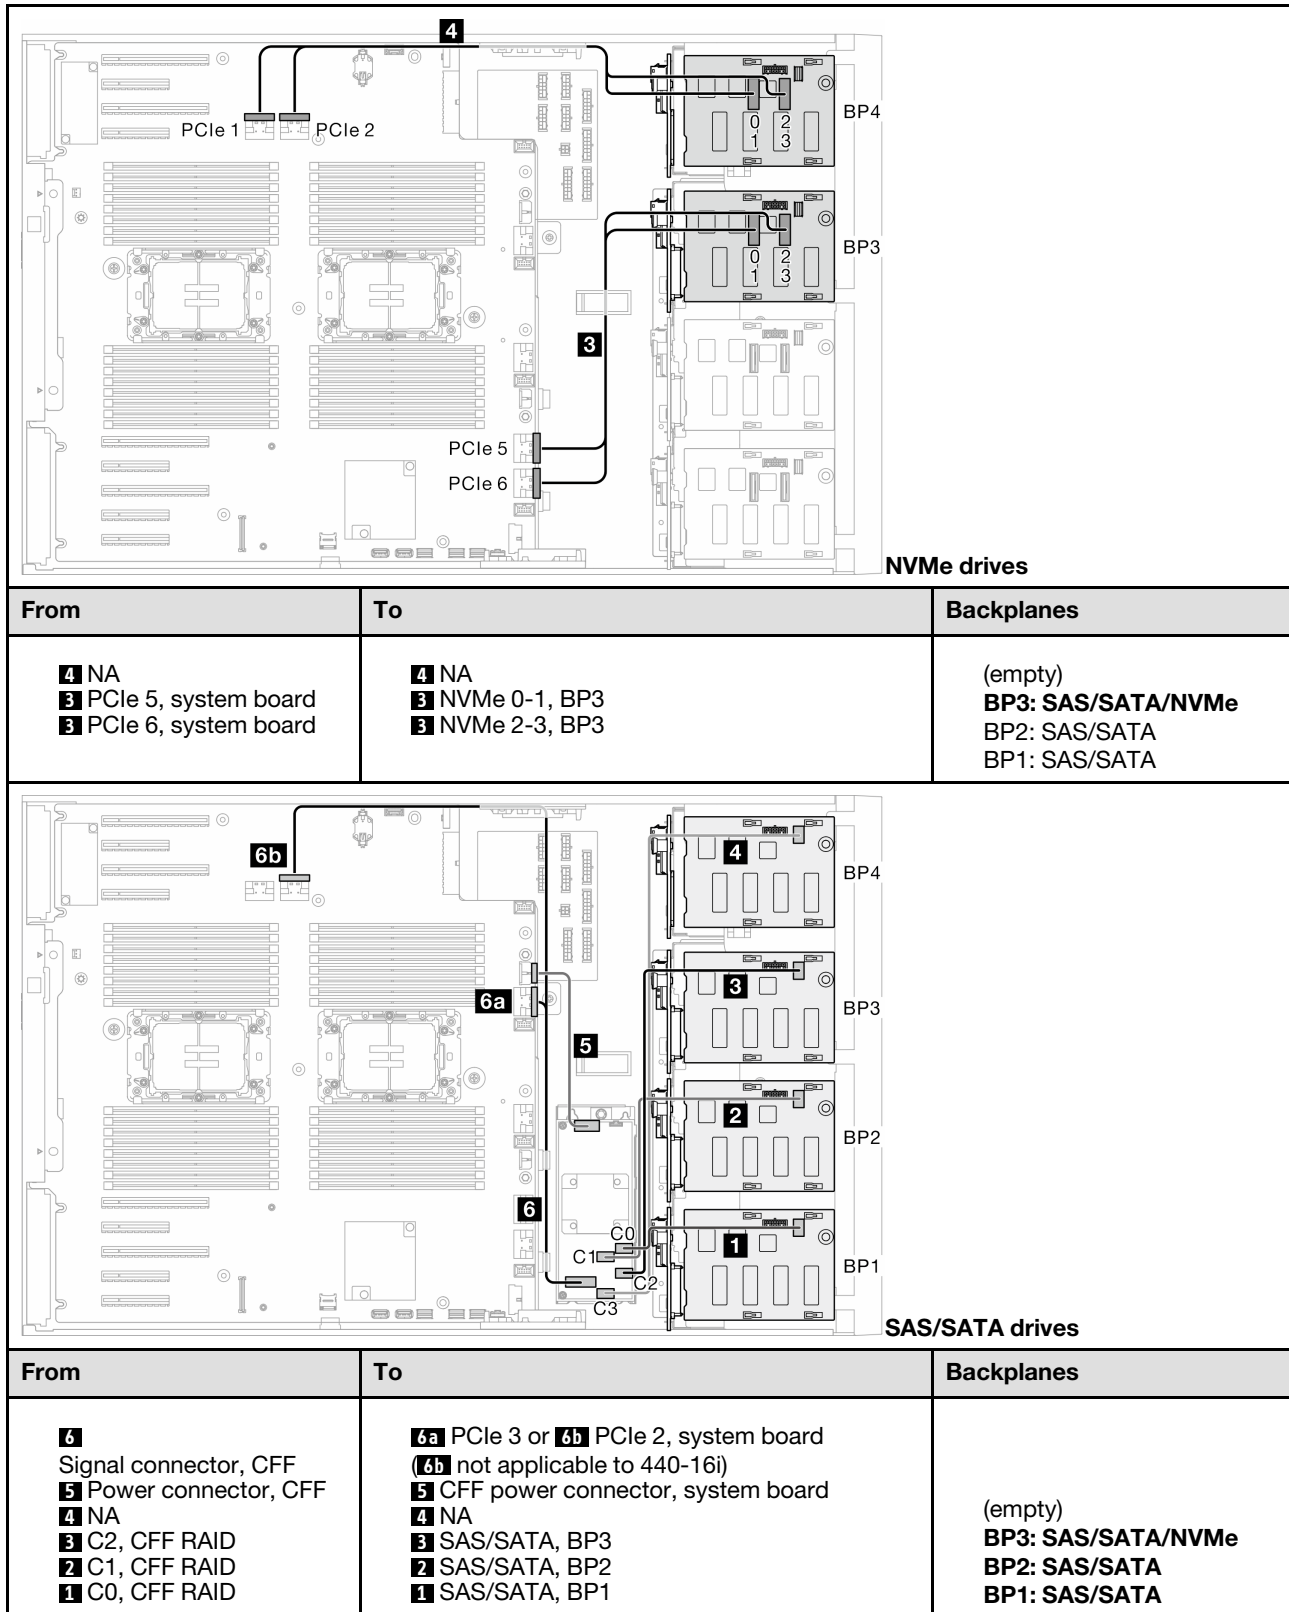 4
PCIe 1
PCIe 2
0
1
2
3
BP4
0
1
2
3
BP3
3
PCIe 5
PCIe 6
NVMe drives
From
To
Backplanes
4 NA
3 PCIe 5, system board
3 PCIe 6, system board
4 NA
3 NVMe 0-1, BP3
3 NVMe 2-3, BP3
(empty)
BP3: SAS/SATA/NVMe
BP2: SAS/SATA
BP1: SAS/SATA
6b
4
BP4
6a
3
BP3
5
2
BP2
6
C0
C1
C2
C3
1
BP1
SAS/SATA drives
From
To
Backplanes
6
Signal connector, CFF
5 Power connector, CFF
4 NA
3 C2, CFF RAID
2 C1, CFF RAID
1 C0, CFF RAID
6a PCIe 3 or 6b PCIe 2, system board
(6b not applicable to 440-16i)
5 CFF power connector, system board
4 NA
3 SAS/SATA, BP3
2 SAS/SATA, BP2
1 SAS/SATA, BP1
(empty)
BP3: SAS/SATA/NVMe
BP2: SAS/SATA
BP1: SAS/SATA